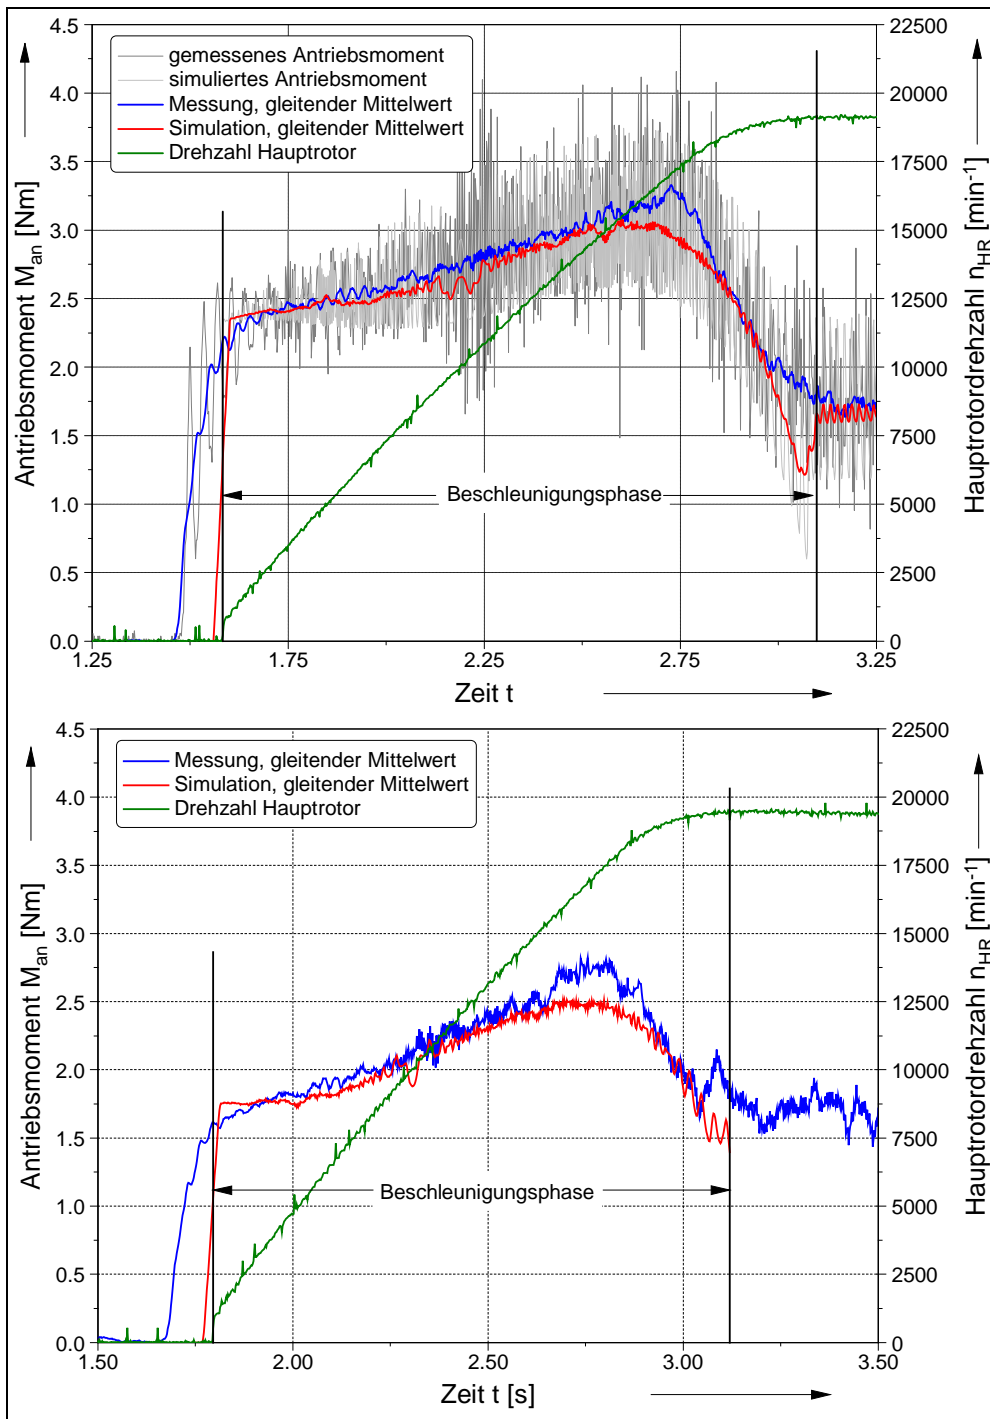 4.5
4.0
3.5
3.0
2.5
2.0
1.5
1.0
0.5
0.0
Antriebsmoment M_an [Nm]
gemessenes Antriebsmoment
simuliertes Antriebsmoment
Messung, gleitender Mittelwert
Simulation, gleitender Mittelwert
Drehzahl Hauptrotor
Beschleunigungsphase
22500
20000
17500
15000
12500
10000
7500
5000
2500
0
Hauptrotordrehzahl n_HR [min⁻¹]
1.25 1.75 2.25 2.75 3.25
Zeit t
4.5
4.0
3.5
3.0
2.5
2.0
1.5
1.0
0.5
0.0
Antriebsmoment M_an [Nm]
Messung, gleitender Mittelwert
Simulation, gleitender Mittelwert
Drehzahl Hauptrotor
Beschleunigungsphase
22500
20000
17500
15000
12500
10000
7500
5000
2500
0
Hauptrotordrehzahl n_HR [min⁻¹]
1.50 2.00 2.50 3.00 3.50
Zeit t [s]